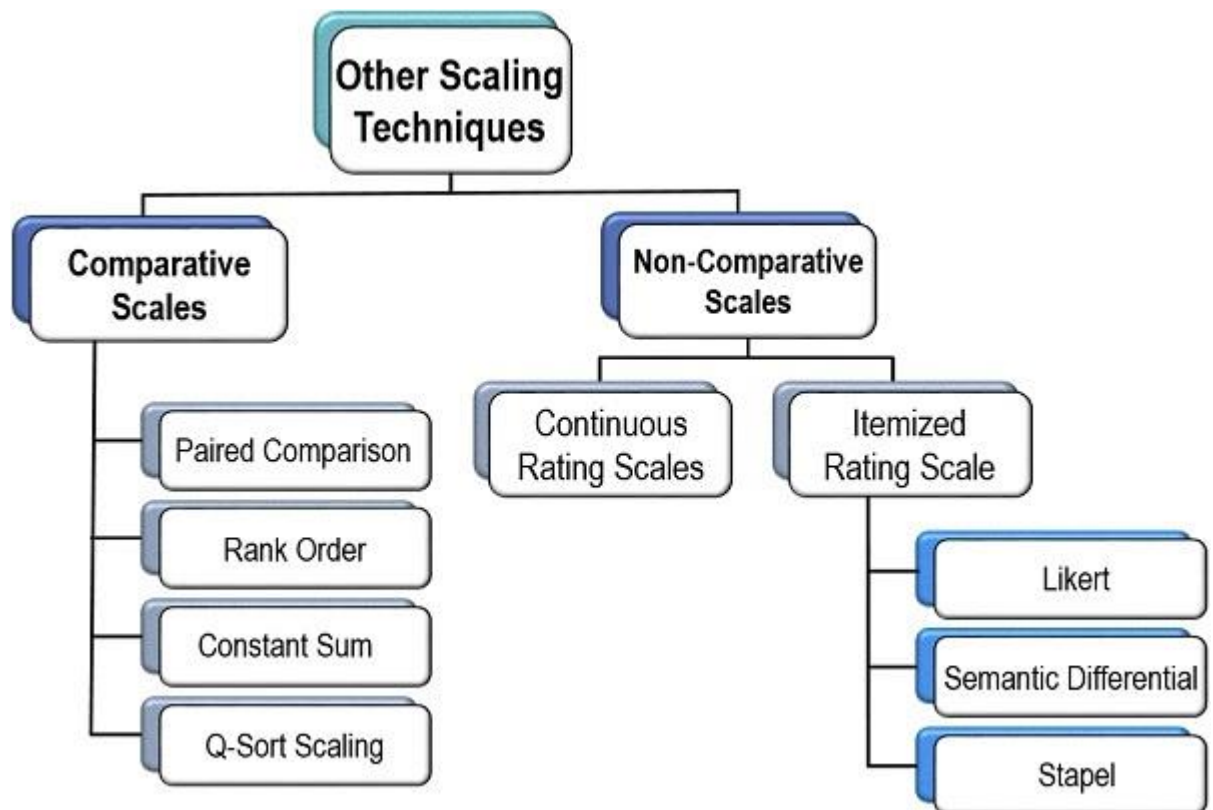 Other Scaling
Techniques
Comparative
Scales
Non-Comparative
Scales
Paired Comparison
Rank Order
Constant Sum
Q-Sort Scaling
Continuous
Rating Scales
Itemized
Rating Scale
Likert
Semantic Differential
Stapel